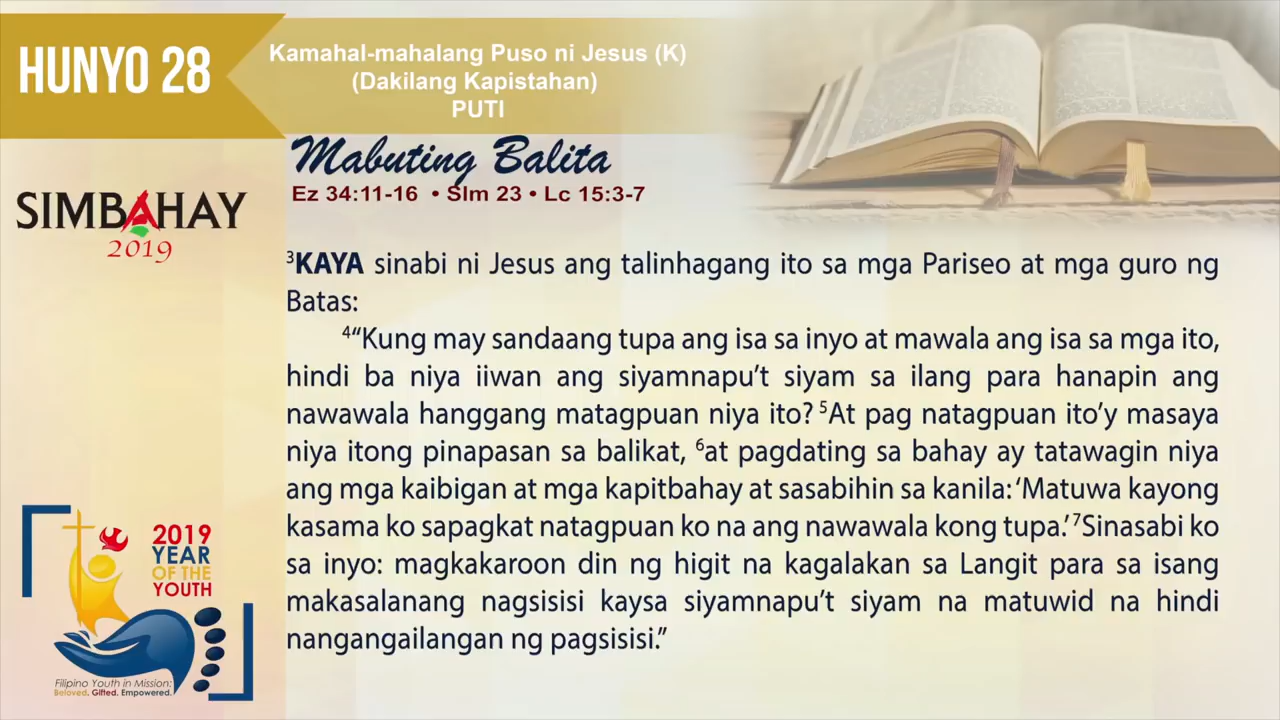 HUNYO 28
Kamahal-mahalang Puso ni Jesus (K)
(Dakilang Kapistahan)
PUTI
Mabuting Balita
Ez 34:11-16 • Slm 23 • Lc 15:3-7
SIMBAHAY
2019
³KAYA sinabi ni Jesus ang talinhagang ito sa mga Pariseo at mga guro ng
Batas:
⁴“Kung may sandaang tupa ang isa sa inyo at mawala ang isa sa mga ito,
hindi ba niya iiwan ang siyamnapu’t siyam sa ilang para hanapin ang
nawawala hanggang matagpuan niya ito? ⁵At pag natagpuan ito’y masaya
niya itong pinapasan sa balikat, ⁶at pagdating sa bahay ay tatawagin niya
ang mga kaibigan at mga kapitbahay at sasabihin sa kanila: ‘Matuwa kayong
kasama ko sapagkat natagpuan ko na ang nawawala kong tupa.’ ⁷Sinasabi ko
sa inyo: magkakaroon din ng higit na kagalakan sa Langit para sa isang
makasalanang nagsisisi kaysa siyamnapu’t siyam na matuwid na hindi
nangangailangan ng pagsisisi.”
2019
YEAR
OF THE
YOUTH
Filipino Youth in Mission:
Beloved. Gifted. Empowered.